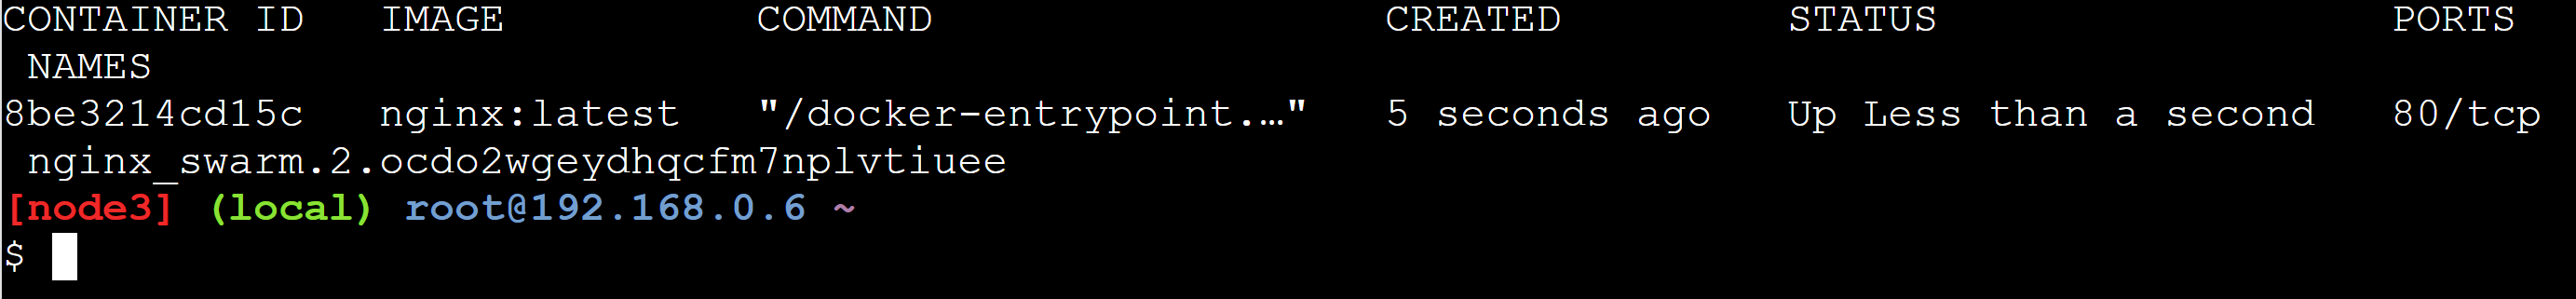 CONTAINER ID   IMAGE          COMMAND                  CREATED         STATUS                  PORTS
 NAMES
8be3214cd15c   nginx:latest   "/docker-entrypoint.…"   5 seconds ago   Up Less than a second   80/tcp
 nginx_swarm.2.ocdo2wgeydhqcfm7nplvtiuee
[node3] (local) root@192.168.0.6 ~
$